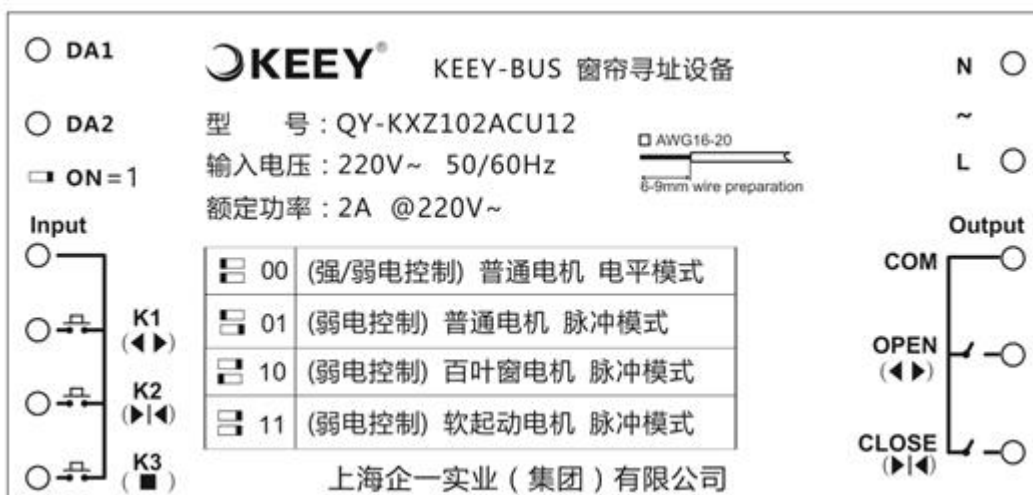 DA1
DA2
ON=1
Input
K1
(◀ ▶)
K2
(▶|◀)
K3
(■)
KEEY® KEEY-BUS 窗帘寻址设备
型 号：QY-KXZ102ACU12
输入电压：220V~ 50/60Hz
额定功率：2A @220V~
AWG16-20
6-9mm wire preparation
00 (强/弱电控制) 普通电机 电平模式
01 (弱电控制) 普通电机 脉冲模式
10 (弱电控制) 百叶窗电机 脉冲模式
11 (弱电控制) 软起动电机 脉冲模式
上海企一实业（集团）有限公司
N
~
L
Output
COM
OPEN
(◀ ▶)
CLOSE
(▶|◀)